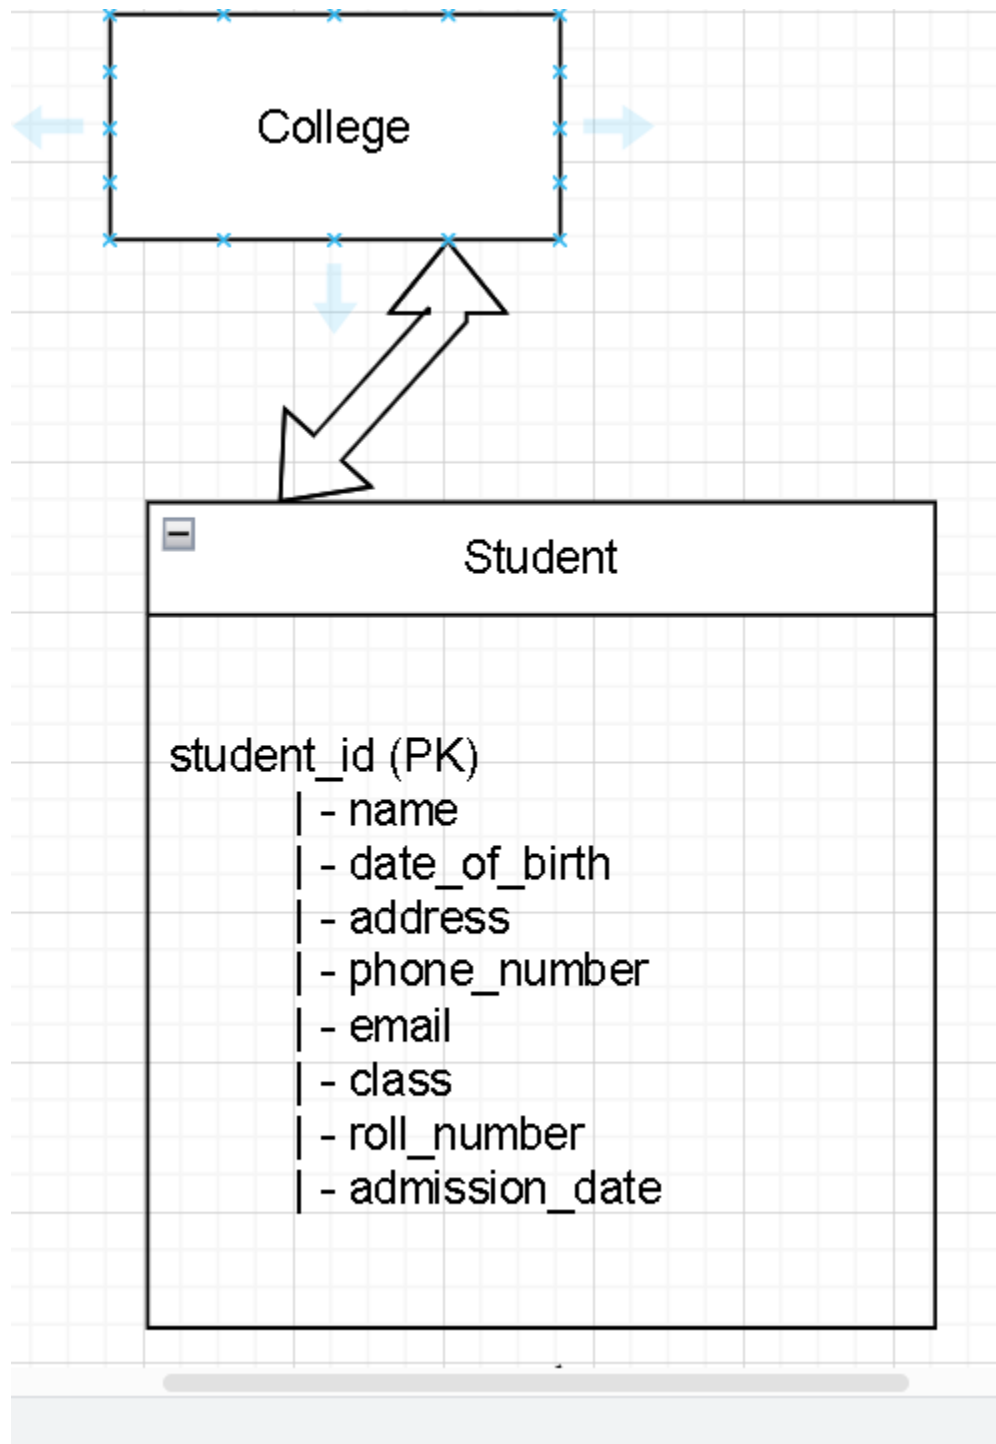 College
Student
student_id (PK)
| - name
| - date_of_birth
| - address
| - phone_number
| - email
| - class
| - roll_number
| - admission_date